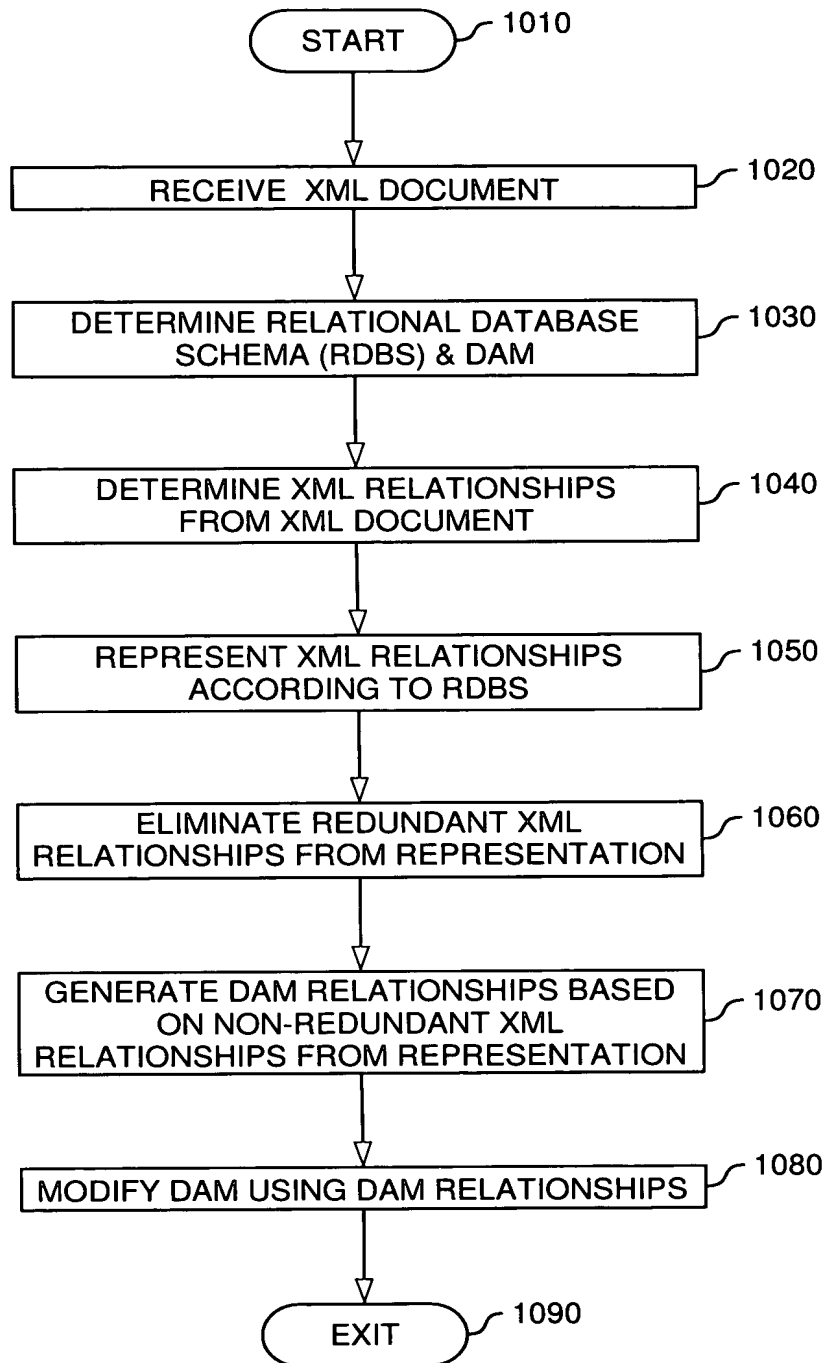 START
1010
RECEIVE XML DOCUMENT
1020
DETERMINE RELATIONAL DATABASE
SCHEMA (RDBS) & DAM
1030
DETERMINE XML RELATIONSHIPS
FROM XML DOCUMENT
1040
REPRESENT XML RELATIONSHIPS
ACCORDING TO RDBS
1050
ELIMINATE REDUNDANT XML
RELATIONSHIPS FROM REPRESENTATION
1060
GENERATE DAM RELATIONSHIPS BASED
ON NON-REDUNDANT XML
RELATIONSHIPS FROM REPRESENTATION
1070
MODIFY DAM USING DAM RELATIONSHIPS
1080
EXIT
1090